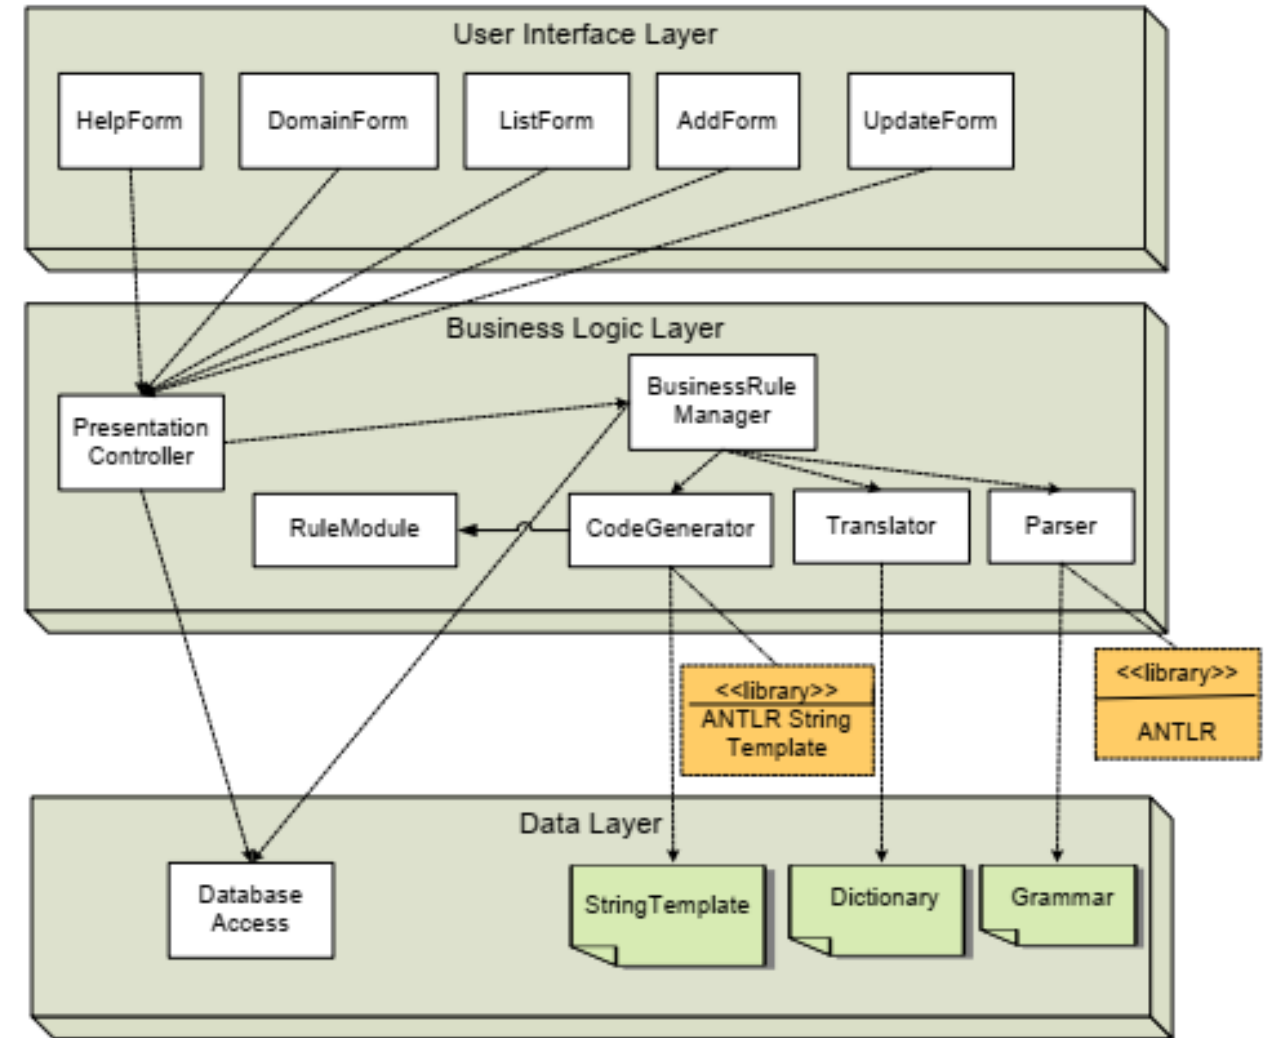 User Interface Layer
HelpForm
DomainForm
ListForm
AddForm
UpdateForm
Business Logic Layer
BusinessRule
Manager
Presentation
Controller
RuleModule
CodeGenerator
Translator
Parser
<<library>>
ANTLR String
Template
<<library>>
ANTLR
Data Layer
Database
Access
StringTemplate
Dictionary
Grammar